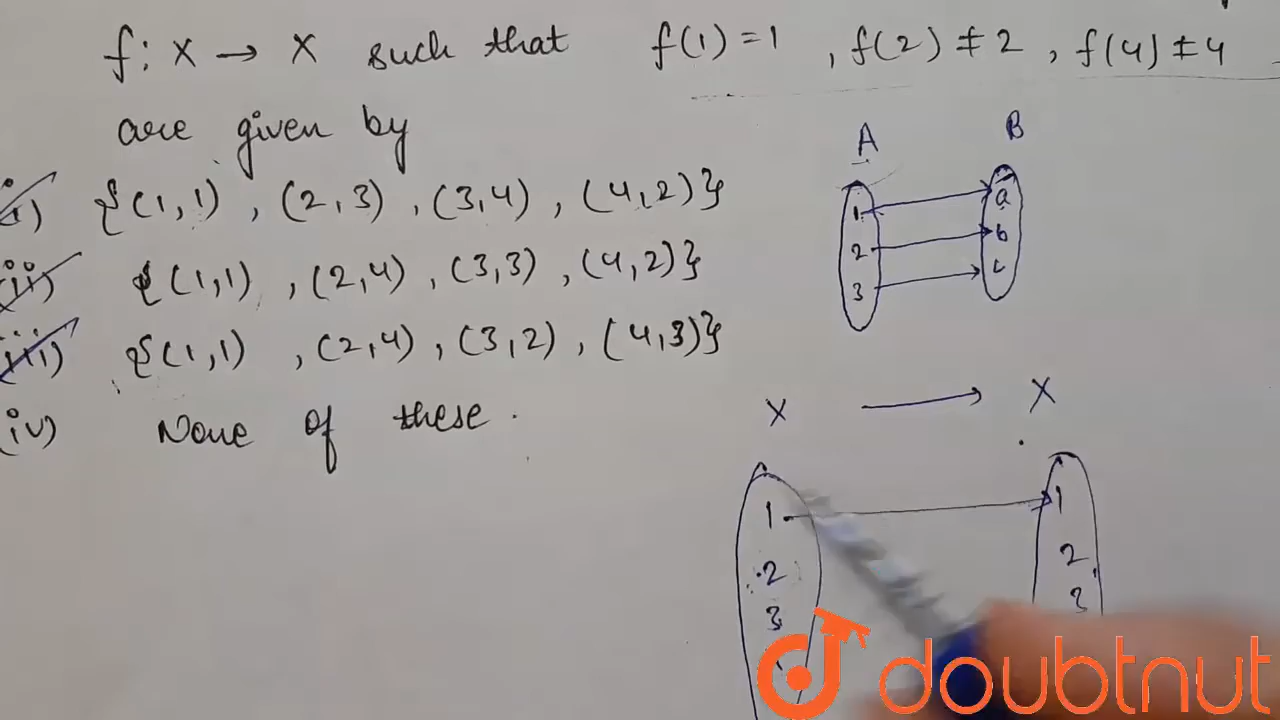 f: X → X such that f(1) = 1 , f(2) ≠ 2 , f(4) ≠ 4
are given by
(i) {(1,1) , (2,3) , (3,4) , (4,2)}
(ii) {(1,1) , (2,4) , (3,3) , (4,2)}
(iii) {(1,1) , (2,4) , (3,2) , (4,3)}
(iv) None of these .
A B
1 a
2 b
3 c
X → X
1 1
2 2
3 3
doubtnut